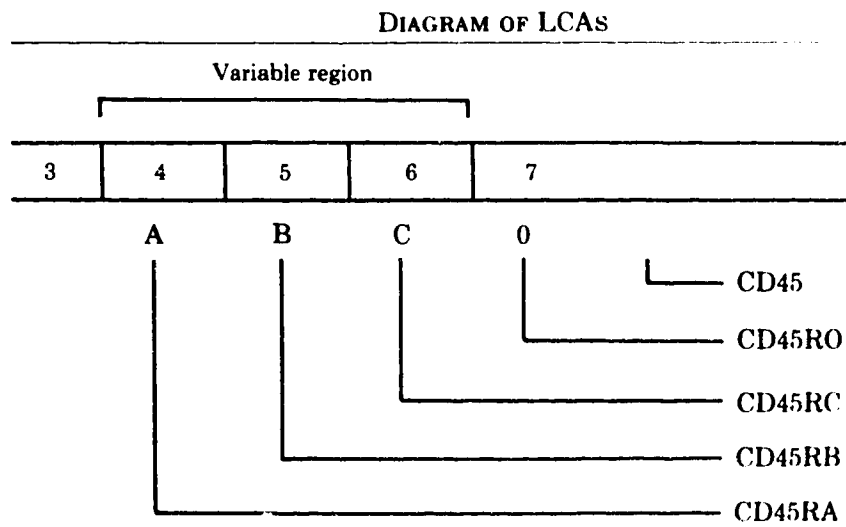 DIAGRAM OF LCAs
Variable region
3 4 5 6 7
A B C 0
CD45
CD45RO
CD45RC
CD45RB
CD45RA